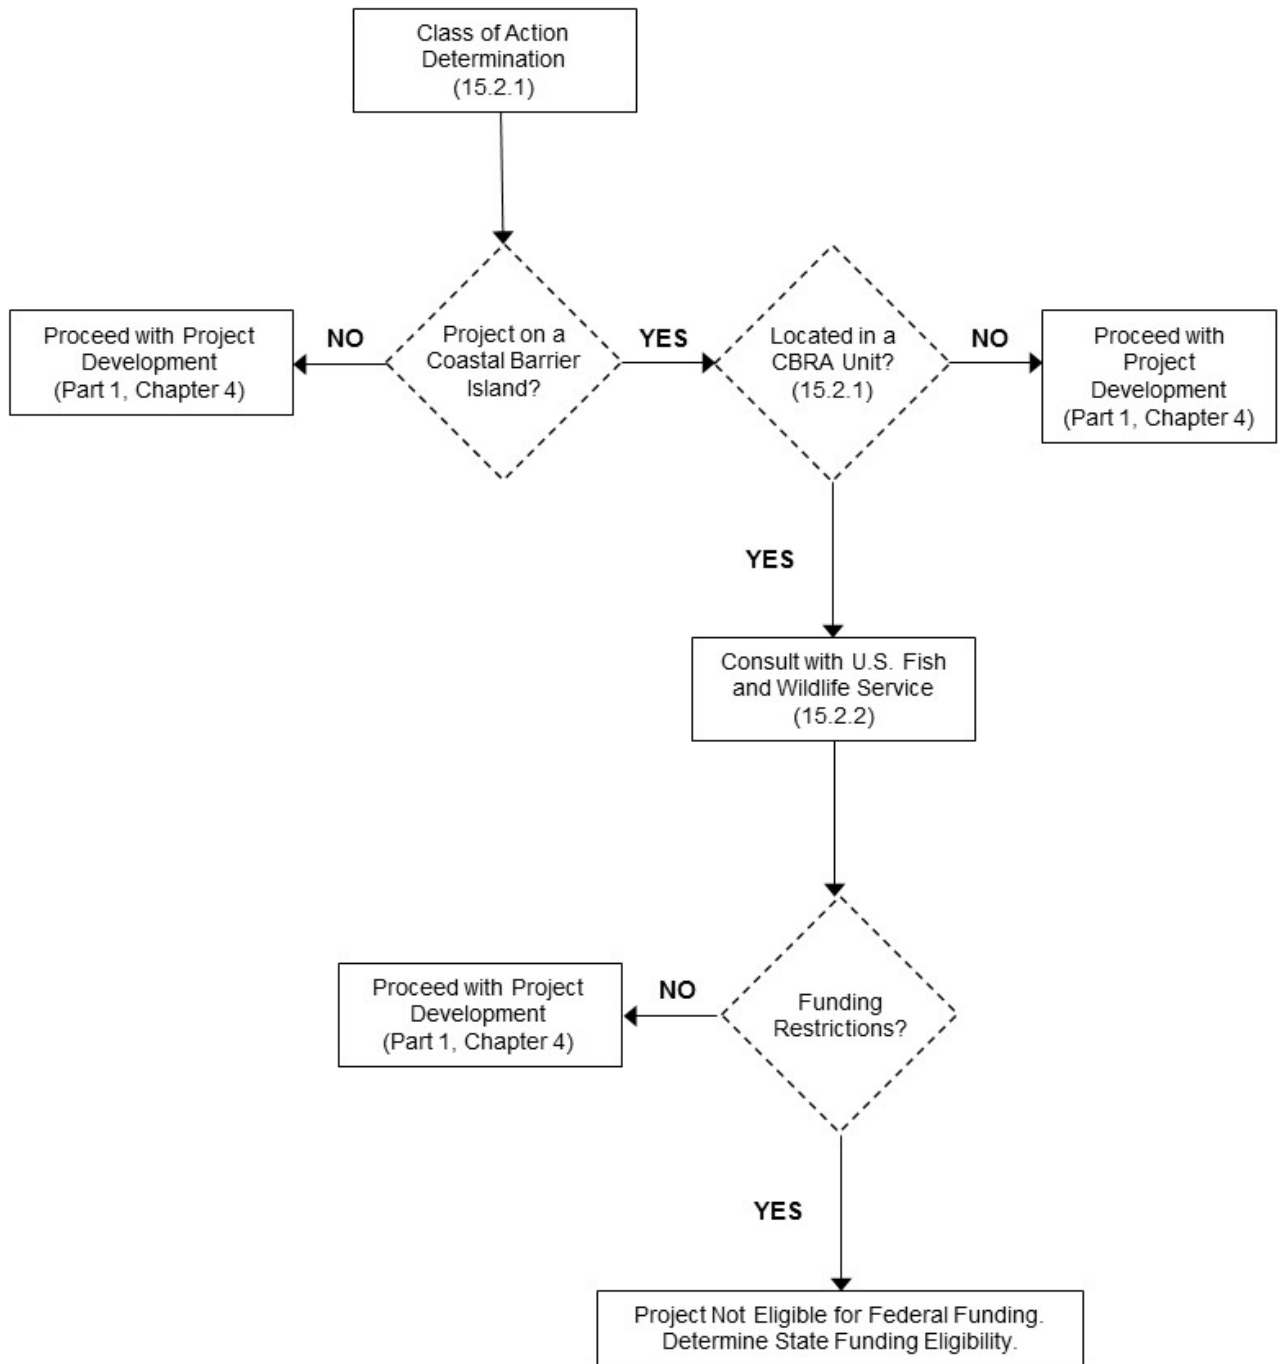 Class of Action
Determination
(15.2.1)
Project on a
Coastal Barrier
Island?
NO
Proceed with Project
Development
(Part 1, Chapter 4)
YES
Located in a
CBRA Unit?
(15.2.1)
NO
Proceed with
Project
Development
(Part 1, Chapter 4)
YES
Consult with U.S. Fish
and Wildlife Service
(15.2.2)
Funding
Restrictions?
NO
Proceed with Project
Development
(Part 1, Chapter 4)
YES
Project Not Eligible for Federal Funding.
Determine State Funding Eligibility.